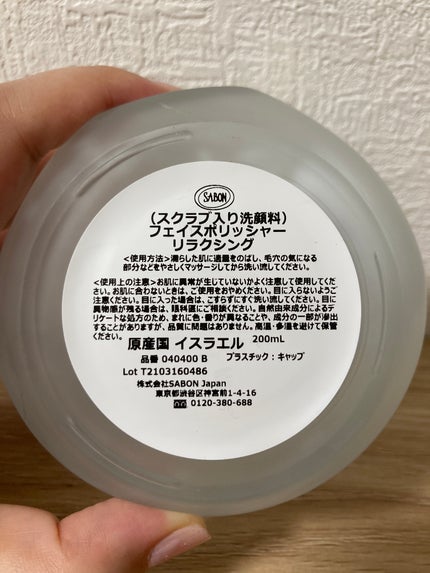 SABON
(スクラブ入り洗顔料)
フェイスポリッシャー
リラクシング
<使用方法>濡らした肌に適量をのばし、毛穴の気になる
部分などをやさしくマッサージしてから洗い流してください。
<使用上の注意>お肌に異常が生じていないかよく注意して使用してくだ
さい。お肌に合わないときは、ご使用をおやめください。目に入らないようご
注意ください。目に入った場合は、こすらずにすぐ洗い流してください。目に
異物感が残る場合は、眼科医にご相談ください。自然由来成分によるデ
リケートな処方のため、まれに色・香りが異なることや、成分の一部が滲出
することがありますが、品質に問題はありません。高温・多湿を避けて保管
ください。
原産国 イスラエル 200mL
品番 040400 B プラスチック:キャップ
Lot T2103160486
株式会社SABON Japan
東京都渋谷区神宮前1-4-16
0120-380-688